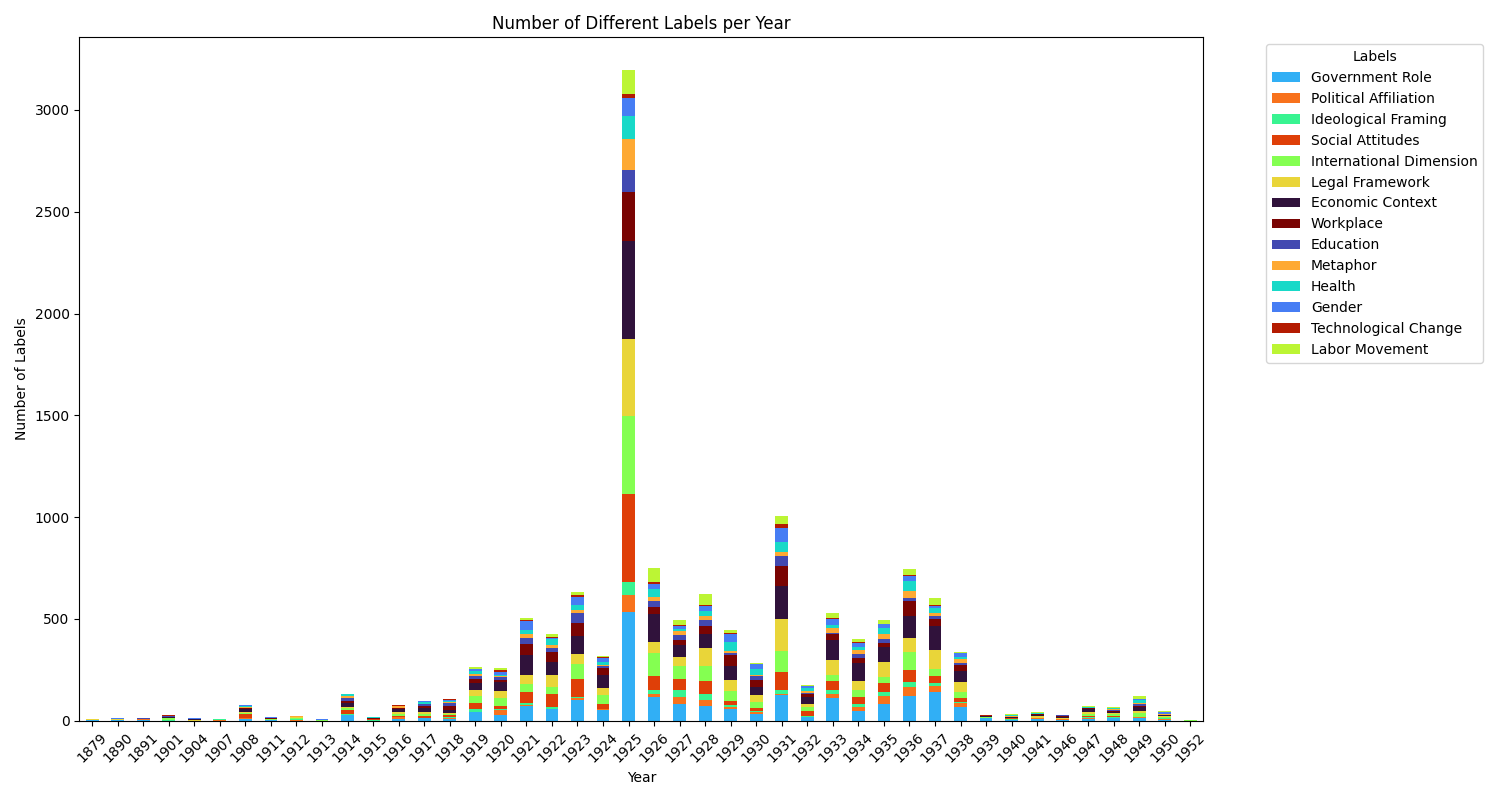 Number of Different Labels per Year
Number of Labels
3000
2500
2000
1500
1000
500
0
1879 1890 1891 1901 1904 1907 1908 1911 1912 1913 1914 1915 1916 1917 1918 1919 1920 1921 1922 1923 1924 1925 1926 1927 1928 1929 1930 1931 1932 1933 1934 1935 1936 1937 1938 1939 1940 1941 1946 1947 1948 1949 1950 1952
Year
Labels
Government Role
Political Affiliation
Ideological Framing
Social Attitudes
International Dimension
Legal Framework
Economic Context
Workplace
Education
Metaphor
Health
Gender
Technological Change
Labor Movement